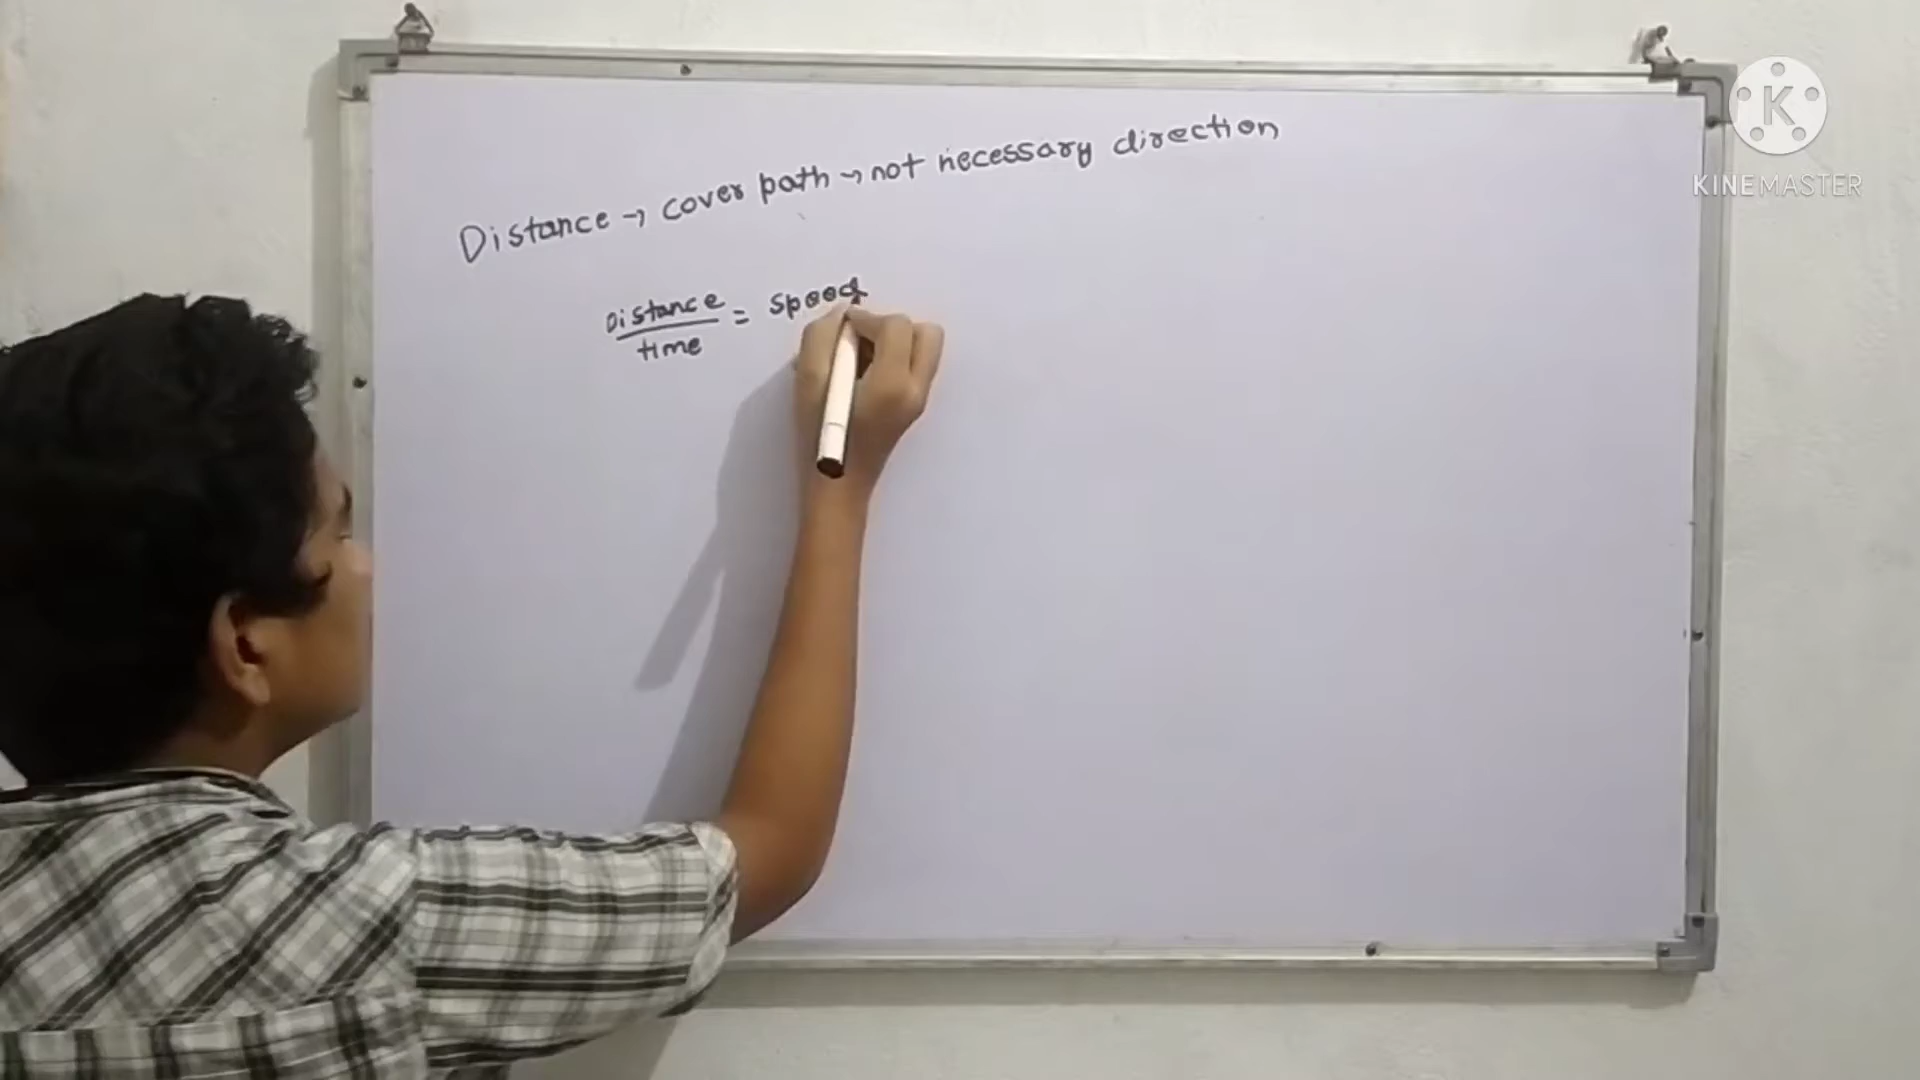 Distance → cover path → not necessary direction
Distance
time
= speed
K
KINEMASTER